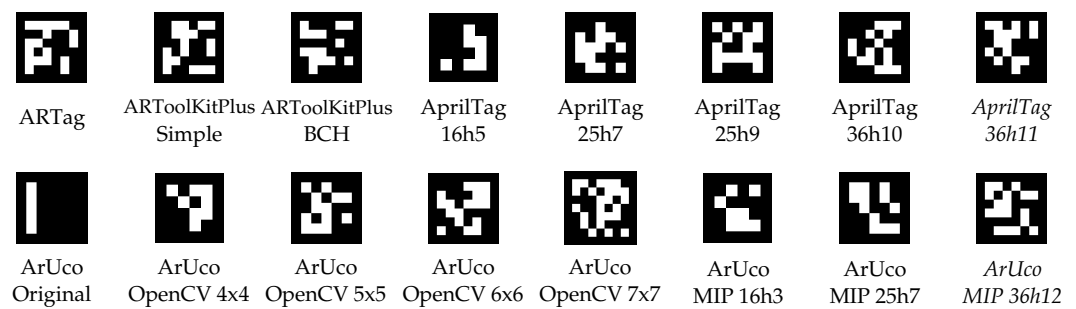 ARTag
ARToolKitPlus
Simple
ARToolKitPlus
BCH
AprilTag
16h5
AprilTag
25h7
AprilTag
25h9
AprilTag
36h10
AprilTag
36h11
ArUco
Original
ArUco
OpenCV 4x4
ArUco
OpenCV 5x5
ArUco
OpenCV 6x6
ArUco
OpenCV 7x7
ArUco
MIP 16h3
ArUco
MIP 25h7
ArUco
MIP 36h12